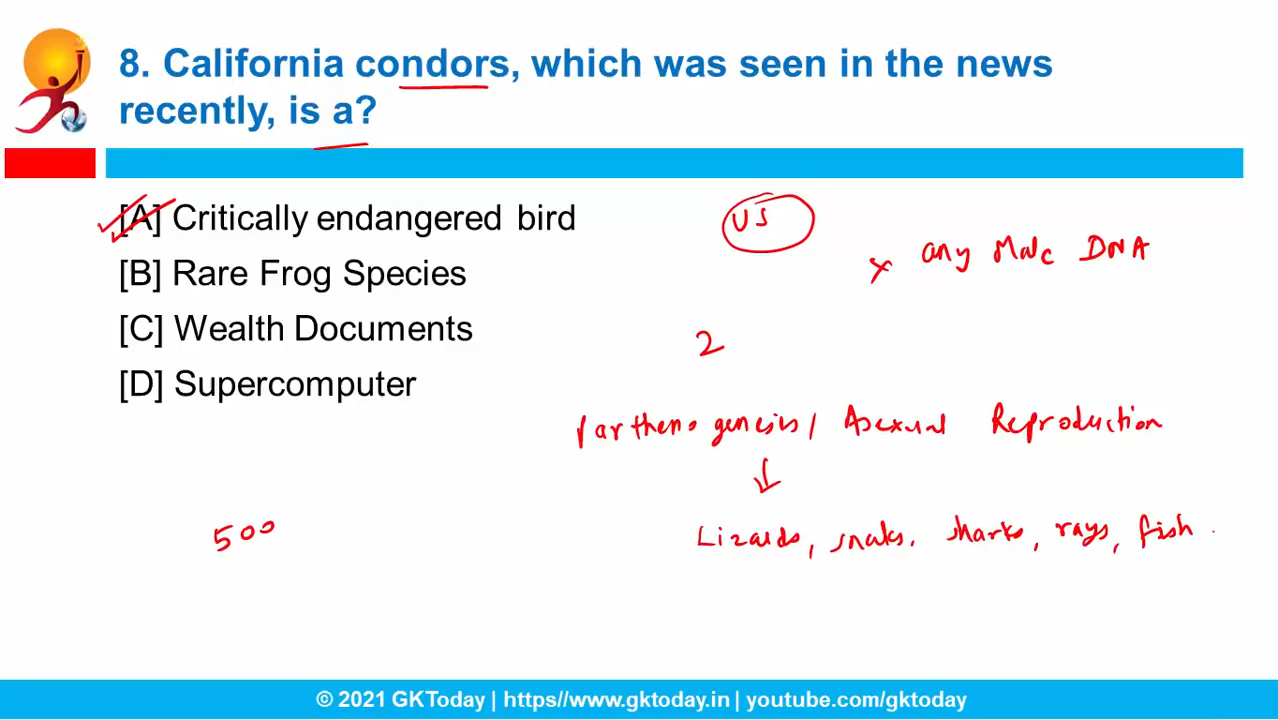 8. California condors, which was seen in the news
recently, is a?
[A] Critically endangered bird
US
any Male DNA
[B] Rare Frog Species
[C] Wealth Documents
2
[D] Supercomputer
Parthenogenesis / Asexual Reproduction
500
Lizards, snaks, sharks, rays, fish
© 2021 GKToday | https//www.gktoday.in | youtube.com/gktoday